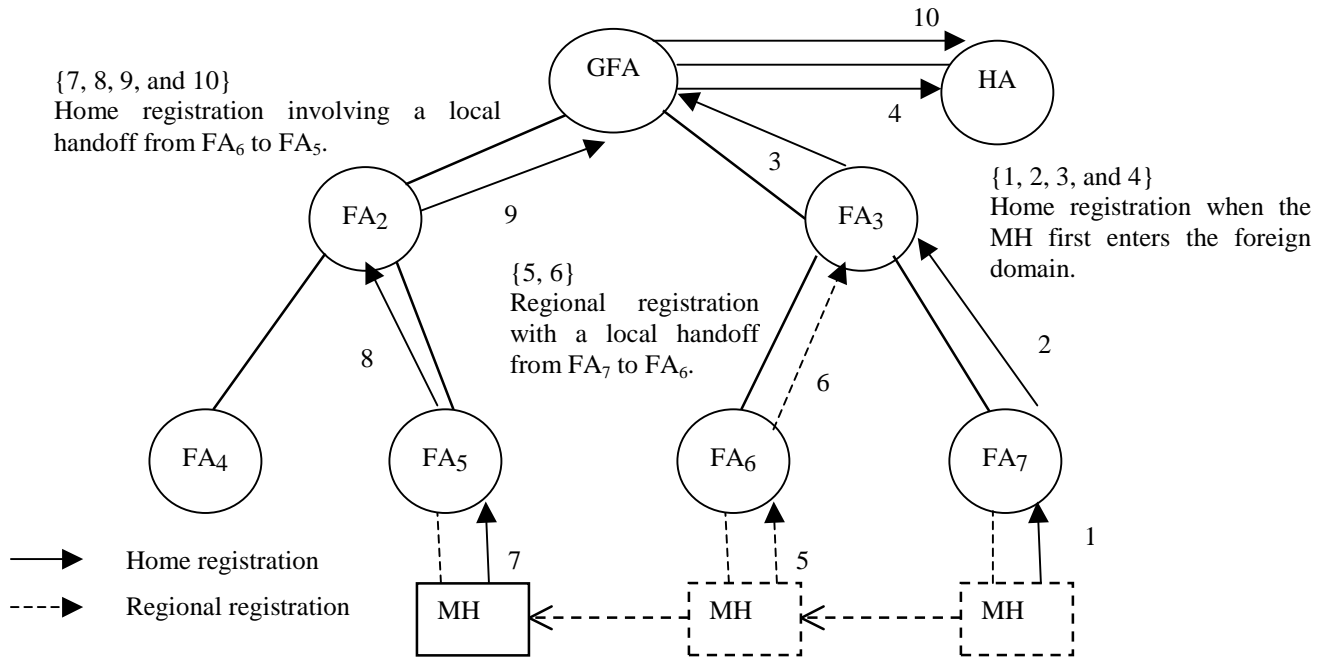 10
GFA
HA
{7, 8, 9, and 10}
Home registration involving a local
handoff from FA6 to FA5.
4
3
{1, 2, 3, and 4}
Home registration when the
MH first enters the foreign
domain.
FA2
9
FA3
{5, 6}
Regional registration
with a local handoff
from FA7 to FA6.
8
6
2
FA4
FA5
FA6
FA7
Home registration
7
5
1
Regional registration
MH
MH
MH